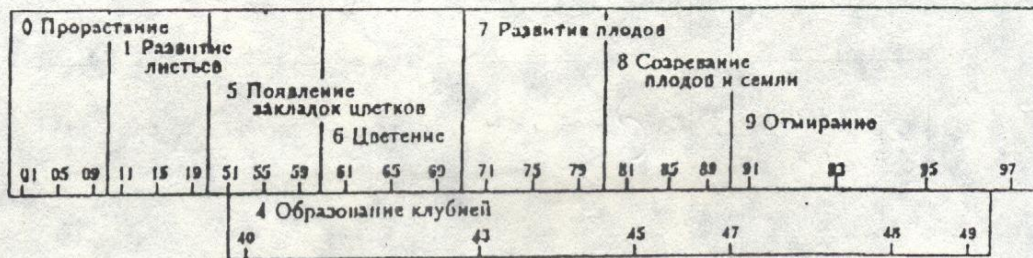 0 Прорастание
1 Развитие
листьев
5 Появление
закладок цветков
6 Цветение
7 Развитие плодов
8 Созревание
плодов и семли
9 Отмирание
01 05 09 11 15 19 51 55 59 61 65 69 71 75 79 81 85 89 91 93 95 97
4 Образование клубней
40 43 45 47 48 49